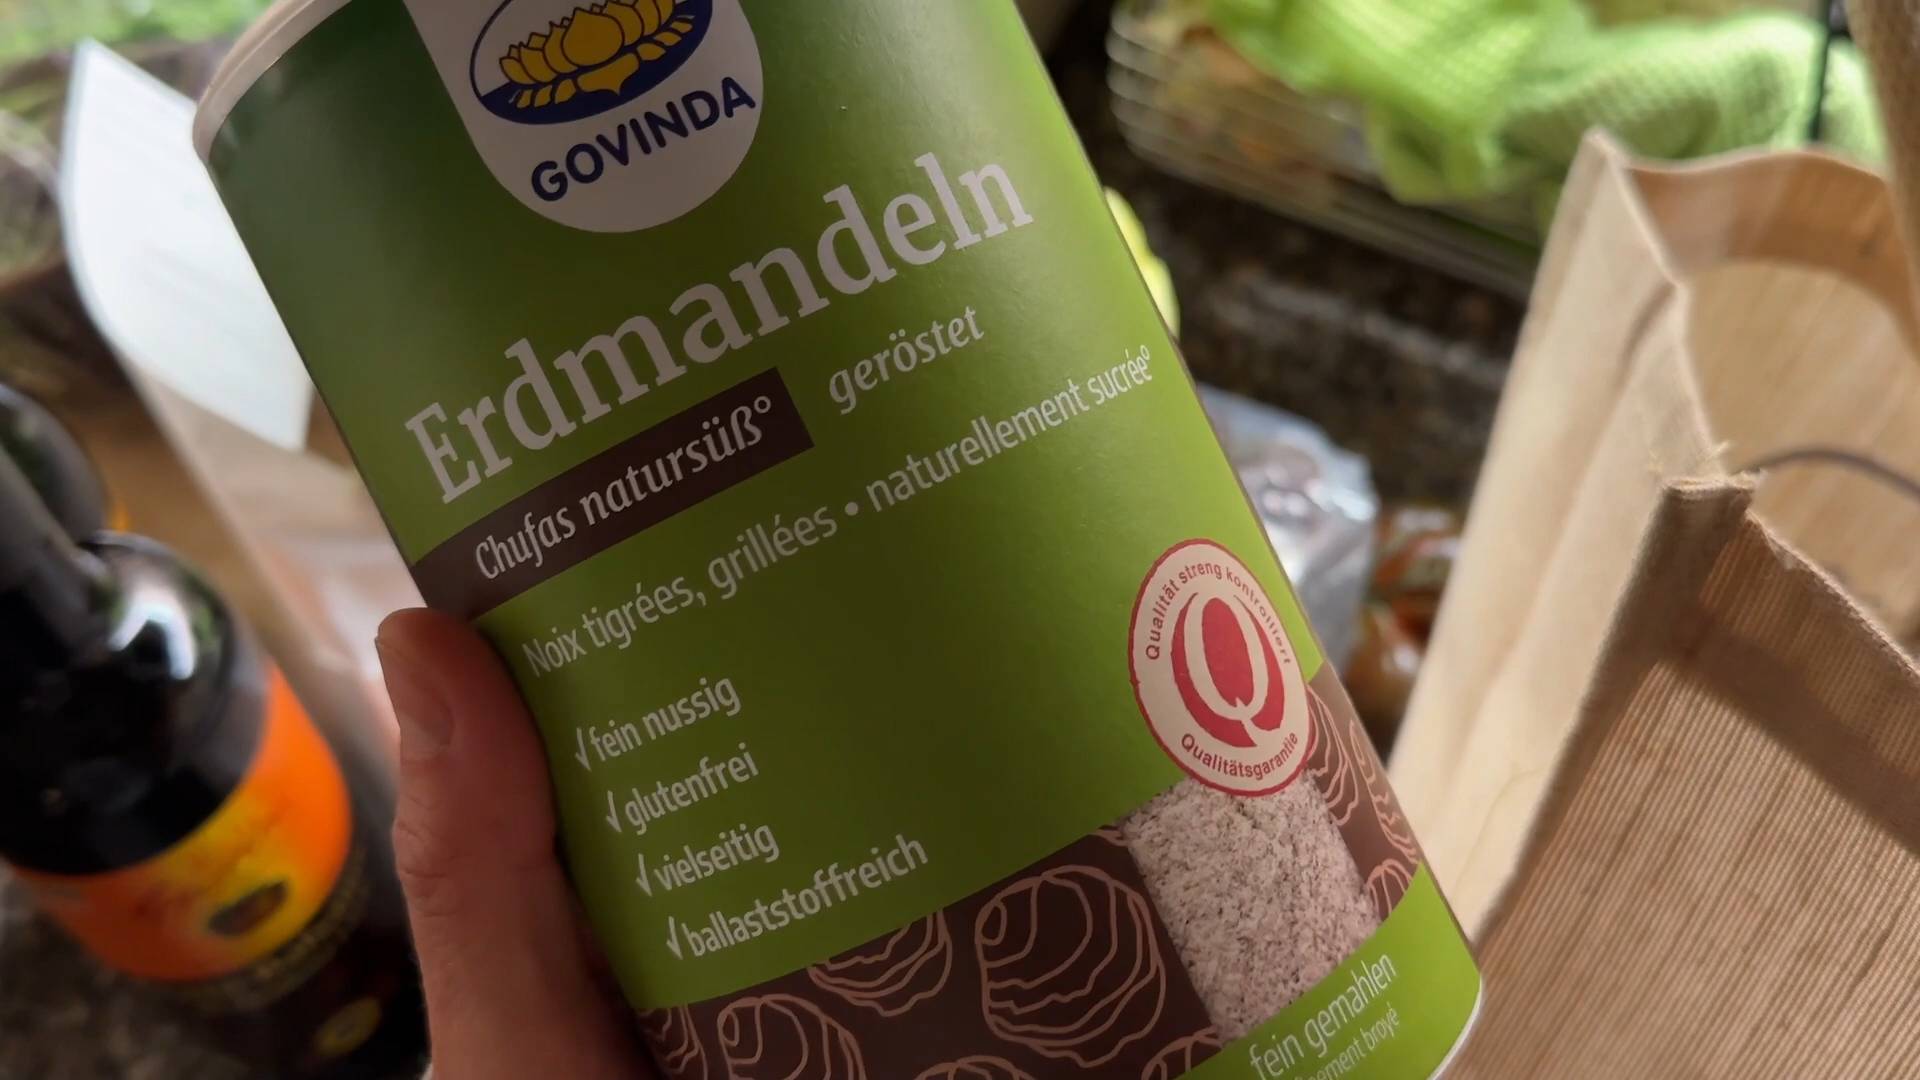 GOVINDA
Erdmandeln
Chufas natursüß°
geröstet
Noix tigrées, grillées • naturellement sucrée°
√ fein nussig
√ glutenfrei
√ vielseitig
√ ballaststoffreich
Qualität streng kontrolliert
Q
Qualitätsgarantie
fein gemahlen
broyé